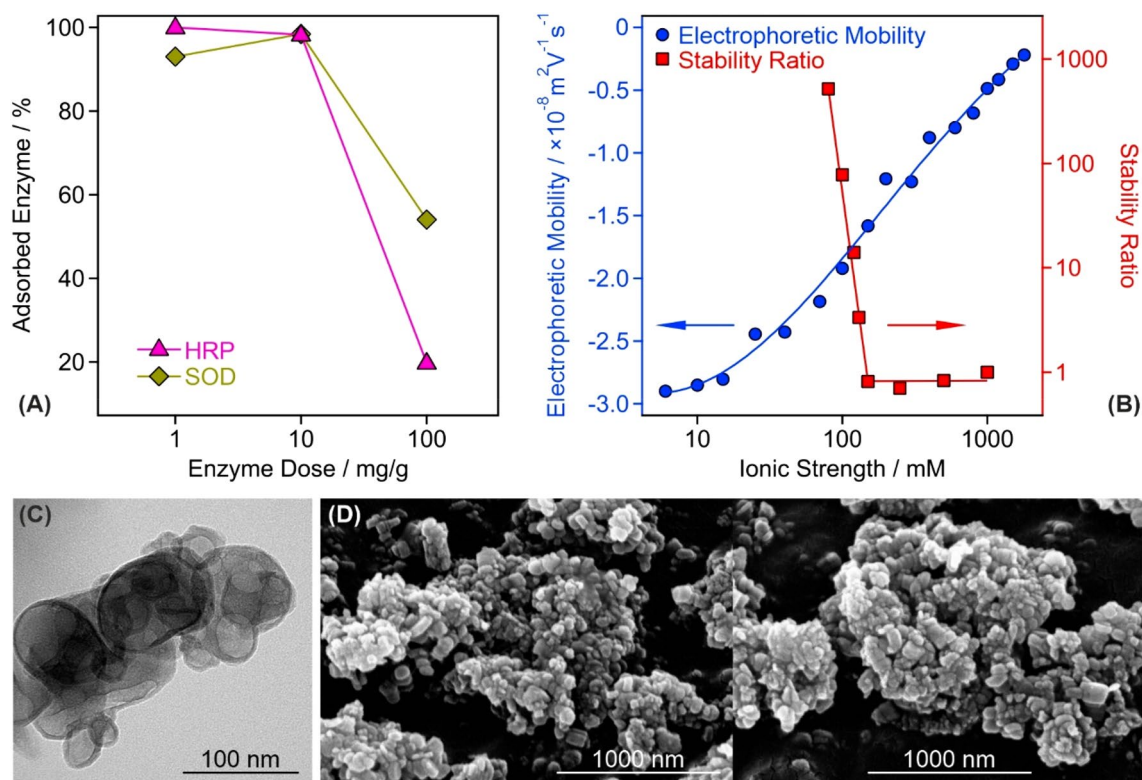 100
80
60
40
20
Adsorbed Enzyme / %
HRP
SOD
(A)
1
10
100
Enzyme Dose / mg/g
0
-0.5
-1.0
-1.5
-2.0
-2.5
-3.0
Electrophoretic Mobility / ×10⁻⁸ m²V⁻¹s⁻¹
Electrophoretic Mobility
Stability Ratio
1000
100
10
1
Stability
Ratio
(B)
10
100
1000
Ionic Strength / mM
(C)
100 nm
(D)
1000 nm
1000 nm